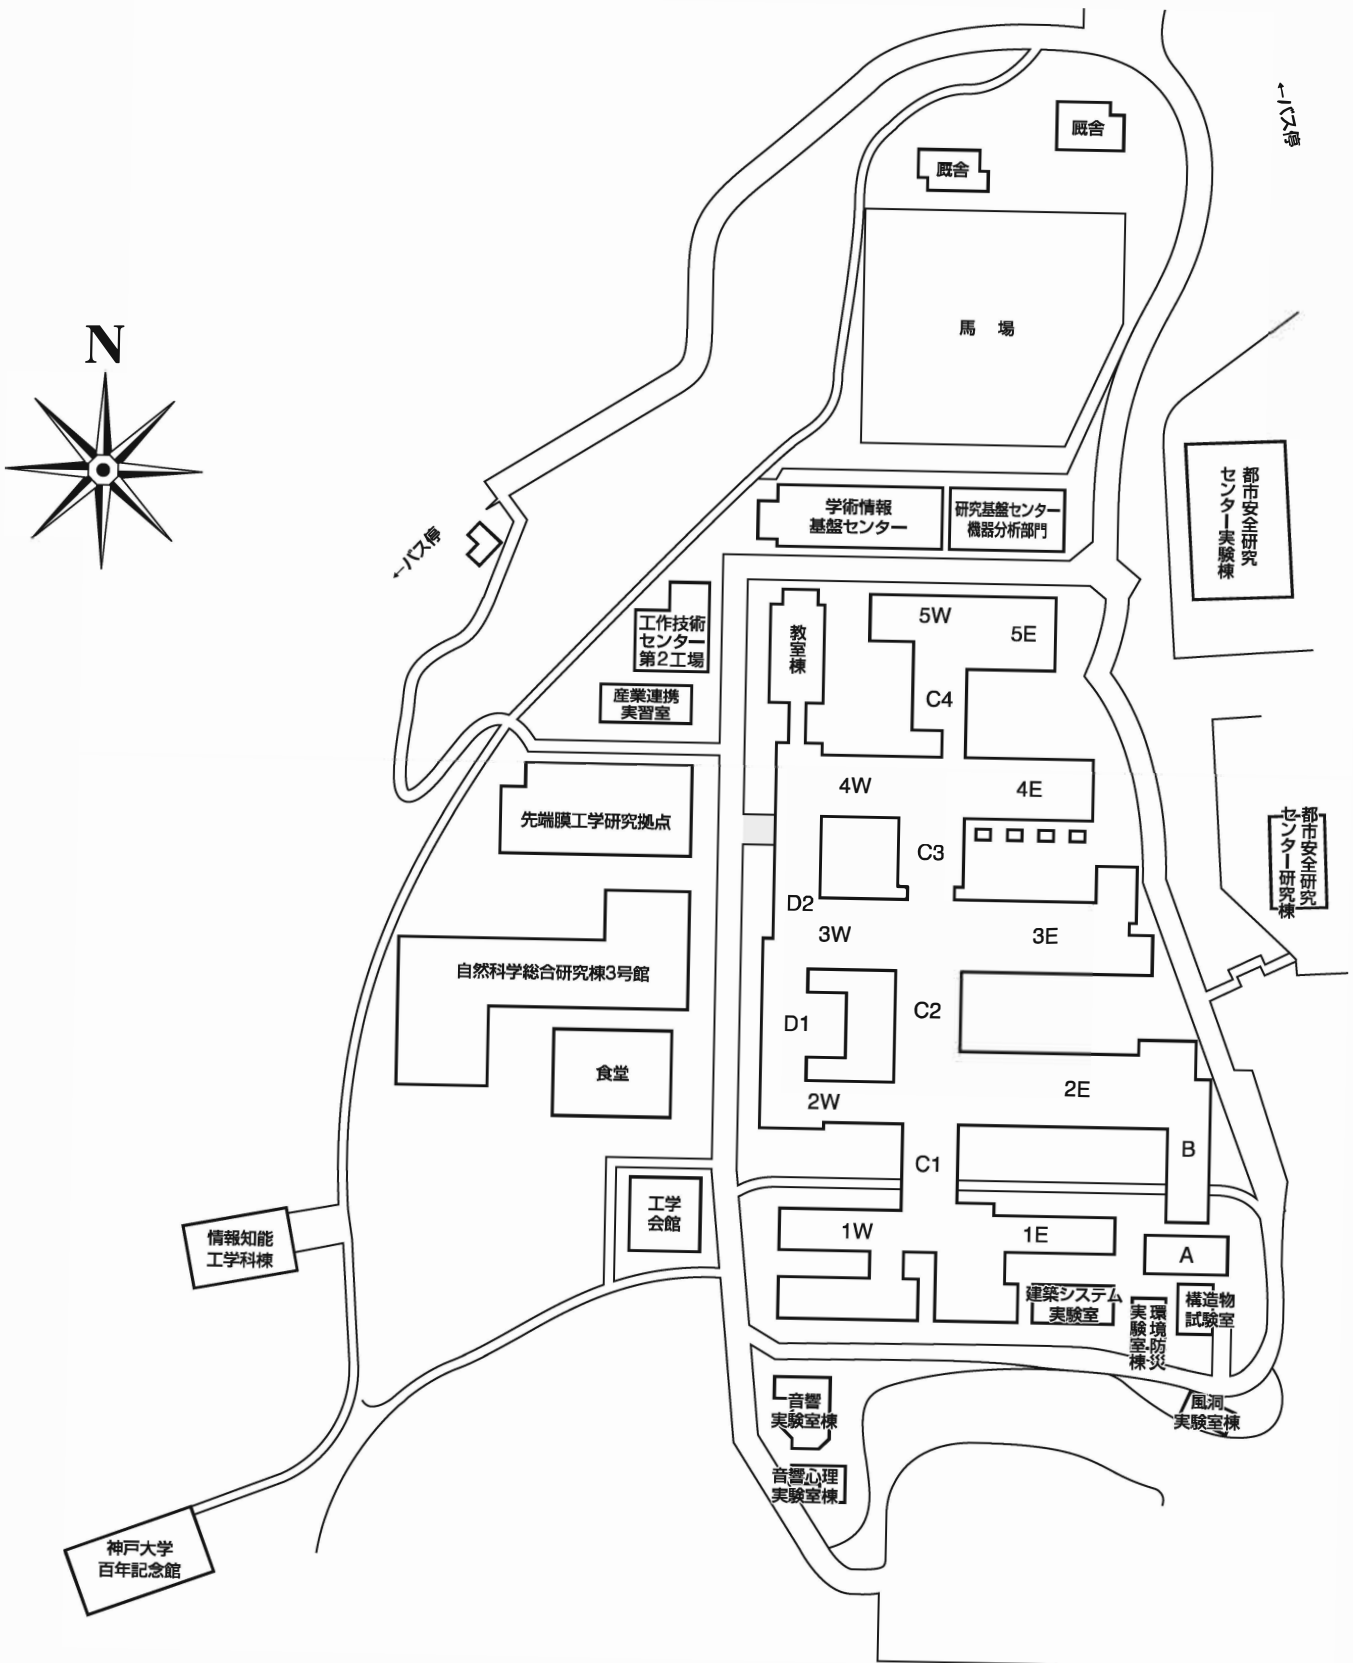 ←バス停
厩舎
厩舎
N
馬 場
都市安全研究
センター実験棟
学術情報
基盤センター
研究基盤センター
機器分析部門
←バス停
5W
5E
教室棟
工作技術
センター
第2工場
C4
産業連携
実習室
4W
4E
先端膜工学研究拠点
都市安全研究
センター研究棟
C3
D2
3W
3E
自然科学総合研究棟3号館
C2
D1
食堂
2E
2W
B
C1
工学
会館
1W
1E
情報知能
工学科棟
A
建築システム
実験室
構造物
試験室
環境防災
実験室棟
音響
実験室棟
風洞
実験室棟
音響心理
実験室棟
神戸大学
百年記念館